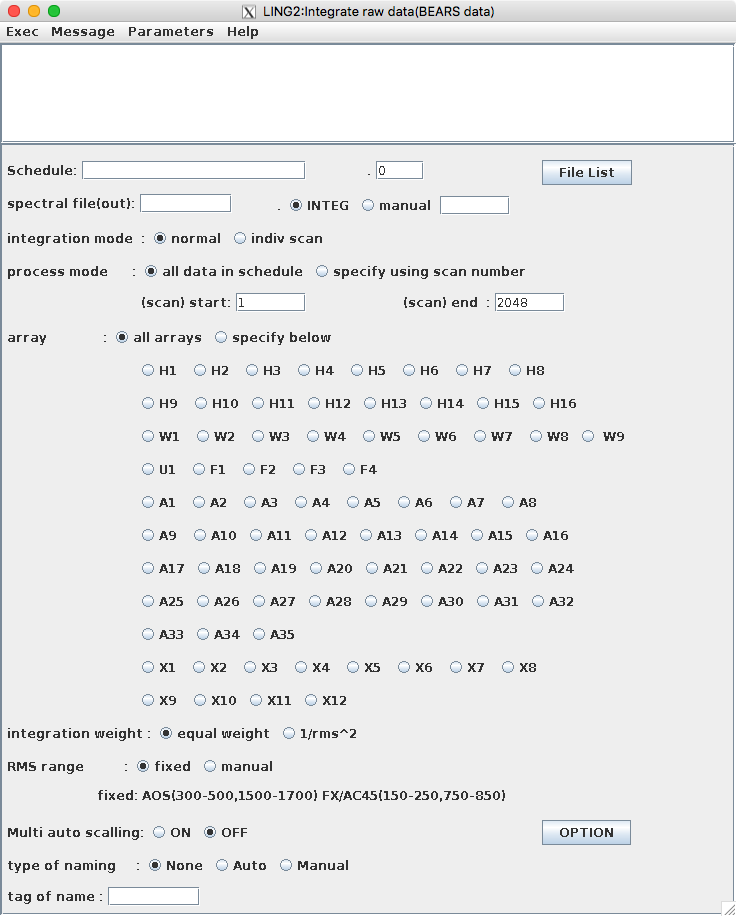 LING2:Integrate raw data(BEARS data)
Exec Message Parameters Help
Schedule: . 0 File List
spectral file(out): . INTEG manual
integration mode : normal indiv scan
process mode : all data in schedule specify using scan number
(scan) start: 1 (scan) end : 2048
array : all arrays specify below
H1 H2 H3 H4 H5 H6 H7 H8
H9 H10 H11 H12 H13 H14 H15 H16
W1 W2 W3 W4 W5 W6 W7 W8 W9
U1 F1 F2 F3 F4
A1 A2 A3 A4 A5 A6 A7 A8
A9 A10 A11 A12 A13 A14 A15 A16
A17 A18 A19 A20 A21 A22 A23 A24
A25 A26 A27 A28 A29 A30 A31 A32
A33 A34 A35
X1 X2 X3 X4 X5 X6 X7 X8
X9 X10 X11 X12
integration weight : equal weight 1/rms^2
RMS range : fixed manual
fixed: AOS(300-500,1500-1700) FX/AC45(150-250,750-850)
Multi auto scalling: ON OFF OPTION
type of naming : None Auto Manual
tag of name :